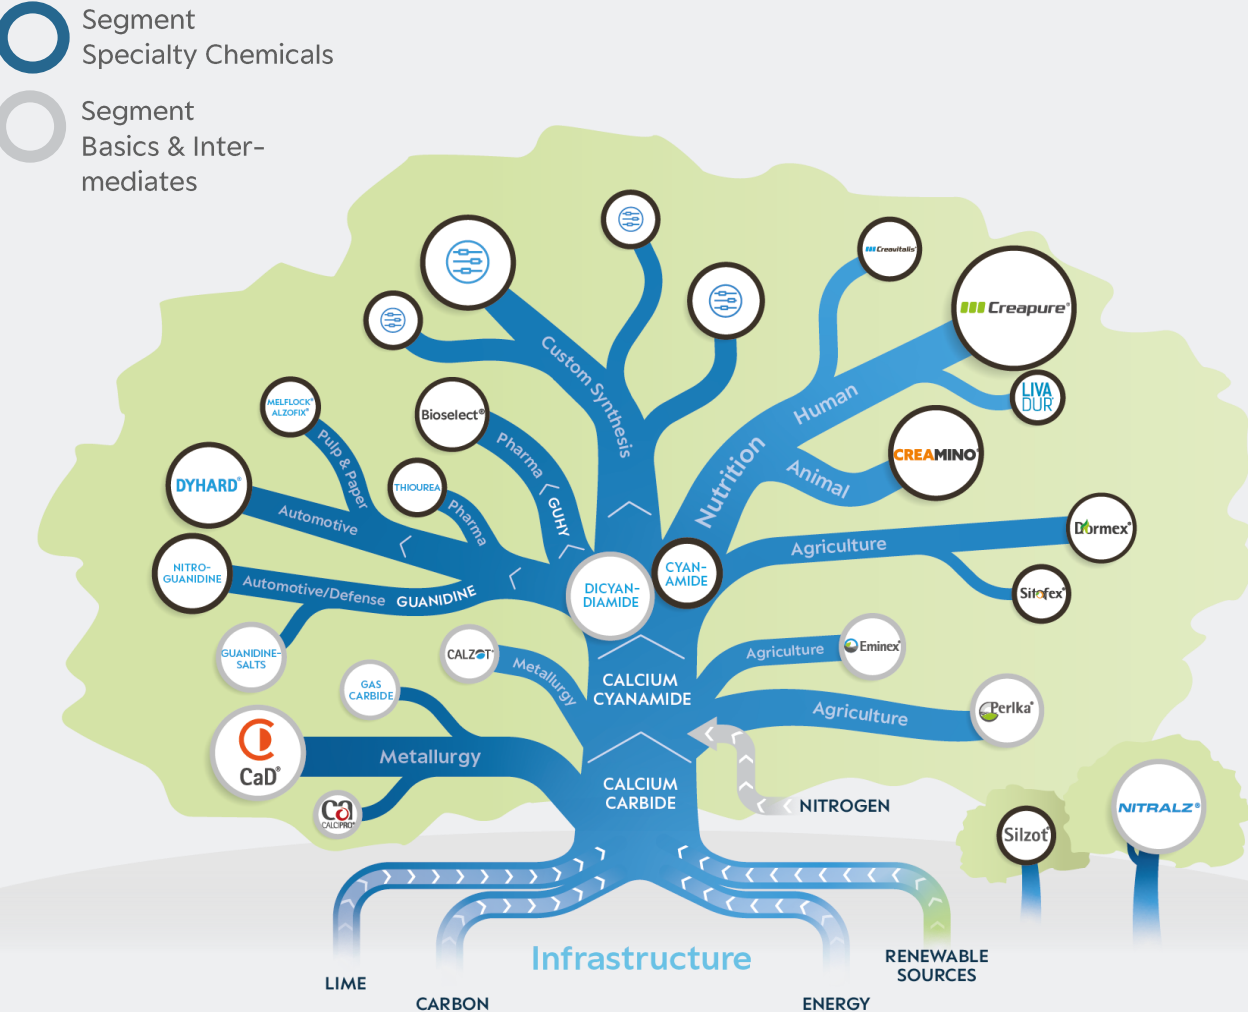 Segment
Specialty Chemicals
Segment
Basics & Inter-
mediates
Creavitalis®
Creapure®
LIVA
DUR®
CREAMINO®
Custom Synthesis
Human
Nutrition
Animal
MELFLOCK®
ALZOFIX®
Pulp & Paper
Bioselect®
Pharma
GUHY
THIOUREA
Pharma
DYHARD®
Automotive
NITRO-
GUANIDINE
Automotive/Defense
GUANIDINE
GUANIDINE-
SALTS
DICYAN-
DIAMIDE
CYAN-
AMIDE
Agriculture
Dormex®
Sitofex®
CALZOT®
Metallurgy
GAS
CARBIDE
CALCIUM
CYANAMIDE
Agriculture
Eminex®
Agriculture
Perlka®
CaD®
Metallurgy
ca
CALCIPRO®
CALCIUM
CARBIDE
NITROGEN
Silzot®
NITRALZ®
Infrastructure
LIME
CARBON
ENERGY
RENEWABLE
SOURCES